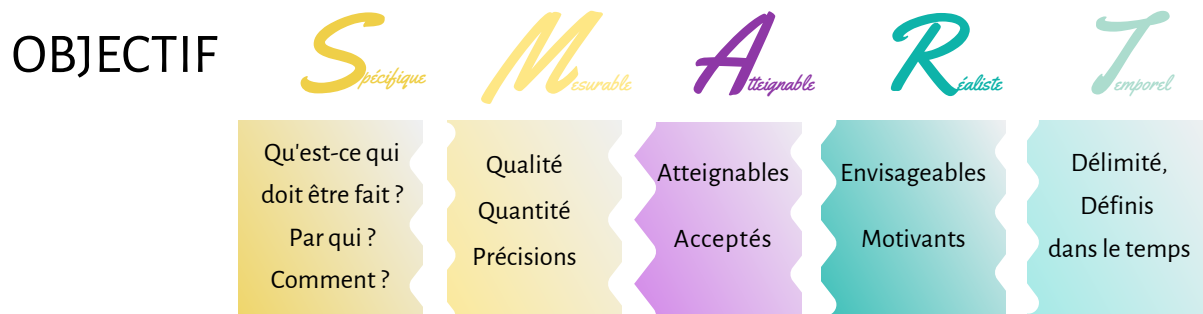 OBJECTIF
Spécifique
Mesurable
Atteignable
Réaliste
Temporel
Qu'est-ce qui
doit être fait ?
Par qui ?
Comment ?
Qualité
Quantité
Précisions
Atteignables
Acceptés
Envisageables
Motivants
Délimité,
Définis
dans le temps